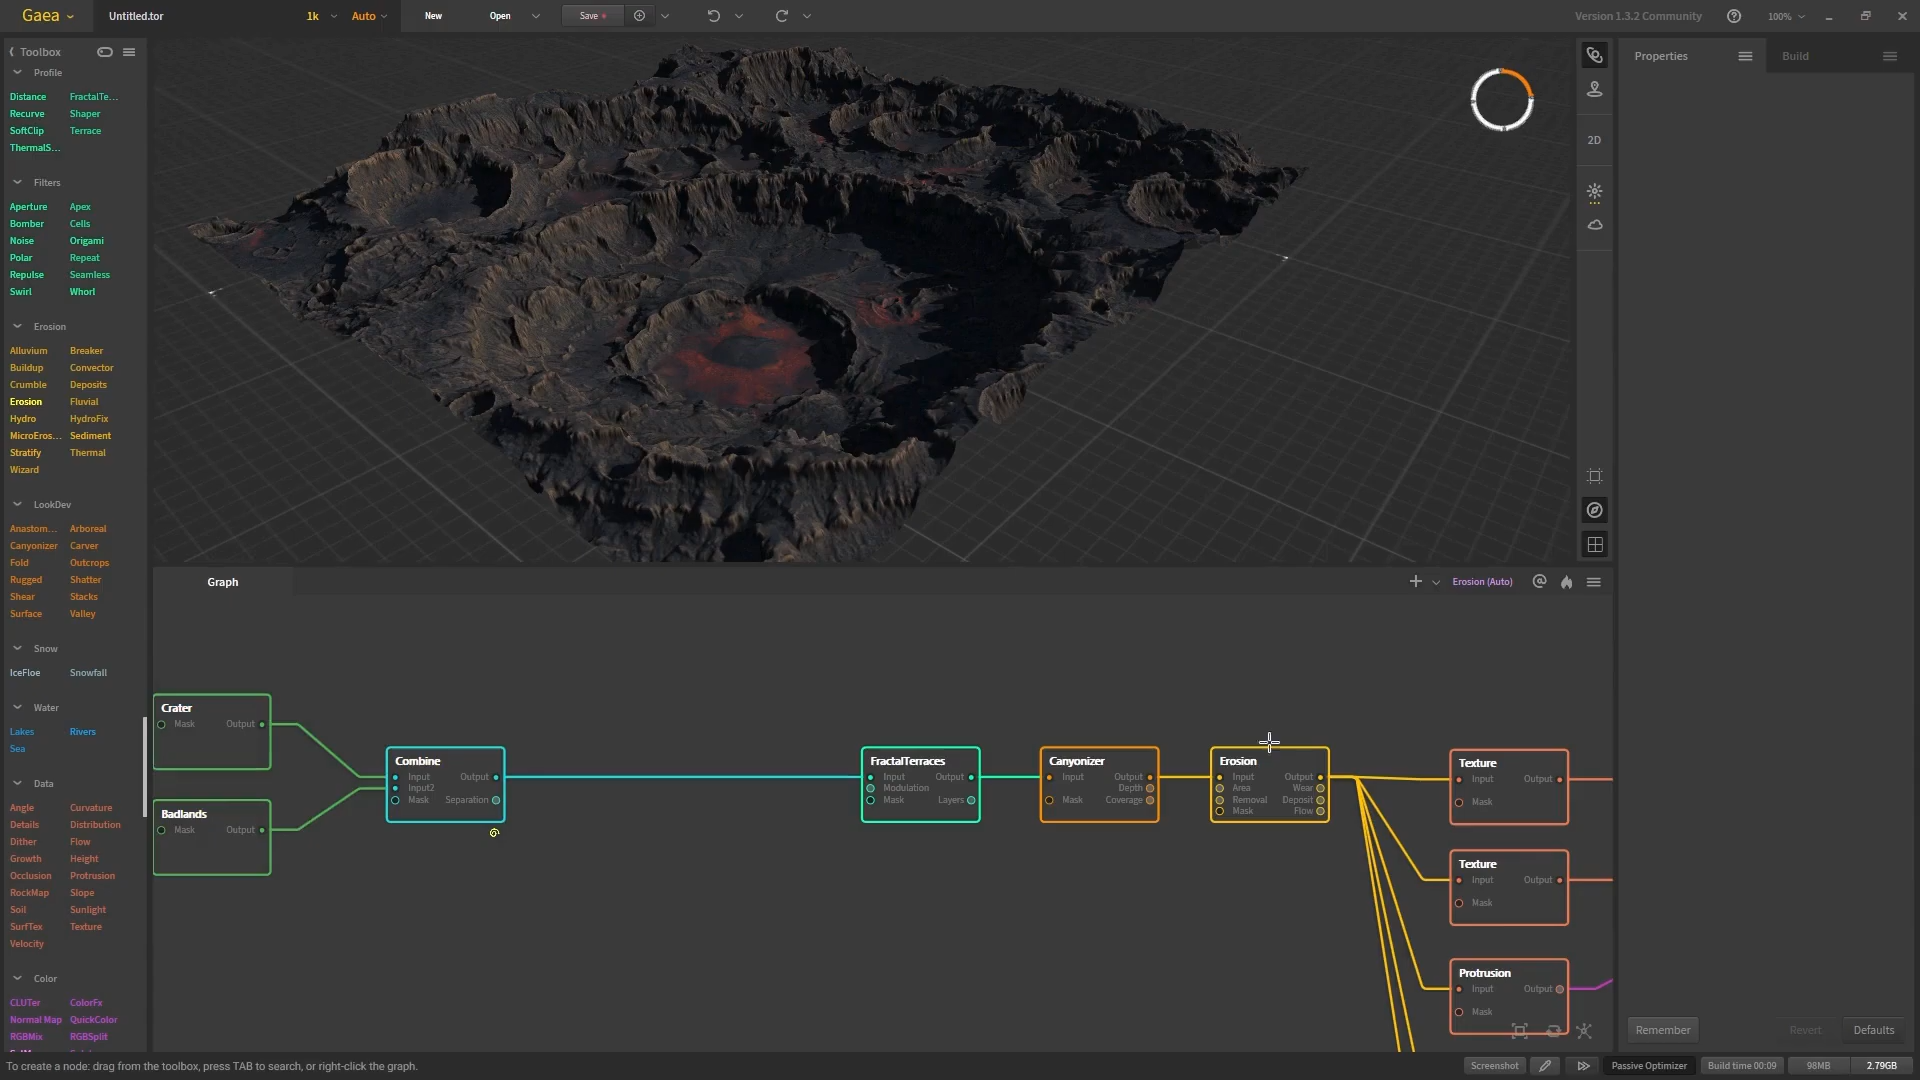 Gaea
Untitled.tor
1k
Auto
New
Open
Save
Version 1.3.2 Community
100%
Toolbox
Profile
Distance FractalTe...
Recurve Shaper
SoftClip Terrace
ThermalS...
Filters
Aperture Apex
Bomber Cells
Noise Origami
Polar Repeat
Repulse Seamless
Swirl Whorl
Erosion
Alluvium Breaker
Buildup Convector
Crumble Deposits
Erosion Fluvial
Hydro HydroFix
MicroEros... Sediment
Stratify Thermal
Wizard
LookDev
Anastom... Arboreal
Canyonizer Carver
Fold Outcrops
Rugged Shatter
Shear Stacks
Surface Valley
Snow
IceFloe Snowfall
Water
Lakes Rivers
Sea
Data
Angle Curvature
Details Distribution
Dither Flow
Growth Height
Occlusion Protrusion
RockMap Slope
Soil Sunlight
SurfTex Texture
Velocity
Color
CLUTer ColorFx
Normal Map QuickColor
RGBMix RGBSplit
2D
Properties
Build
Graph
Erosion (Auto)
Crater
Mask Output
Badlands
Mask Output
Combine
Input Output
Input2
Mask Separation
FractalTerraces
Input Output
Modulation
Mask Layers
Canyonizer
Input Output
Depth
Mask Coverage
Erosion
Input Output
Area Wear
Removal Deposit
Mask Flow
Texture
Input Output
Mask
Texture
Input Output
Mask
Protrusion
Input Output
Mask
Remember
Revert
Defaults
To create a node: drag from the toolbox, press TAB to search, or right-click the graph.
Screenshot
Passive Optimizer
Build time 00:09
98MB
2.79GB